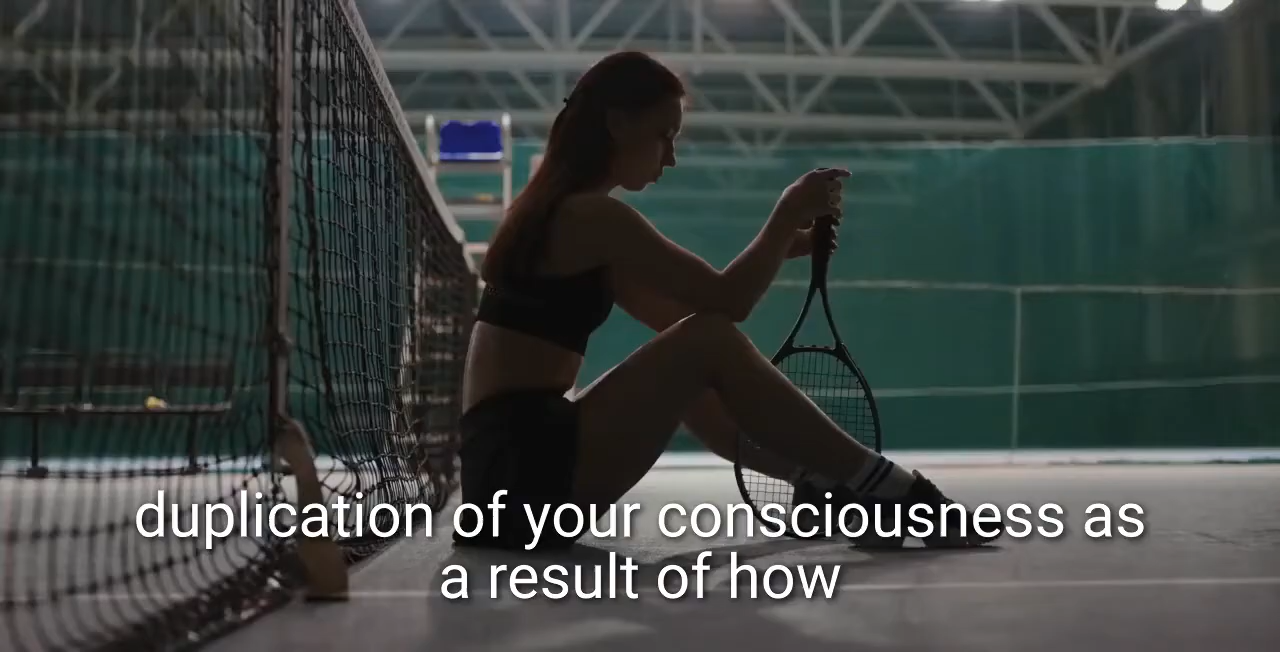 duplication of your consciousness as
a result of how